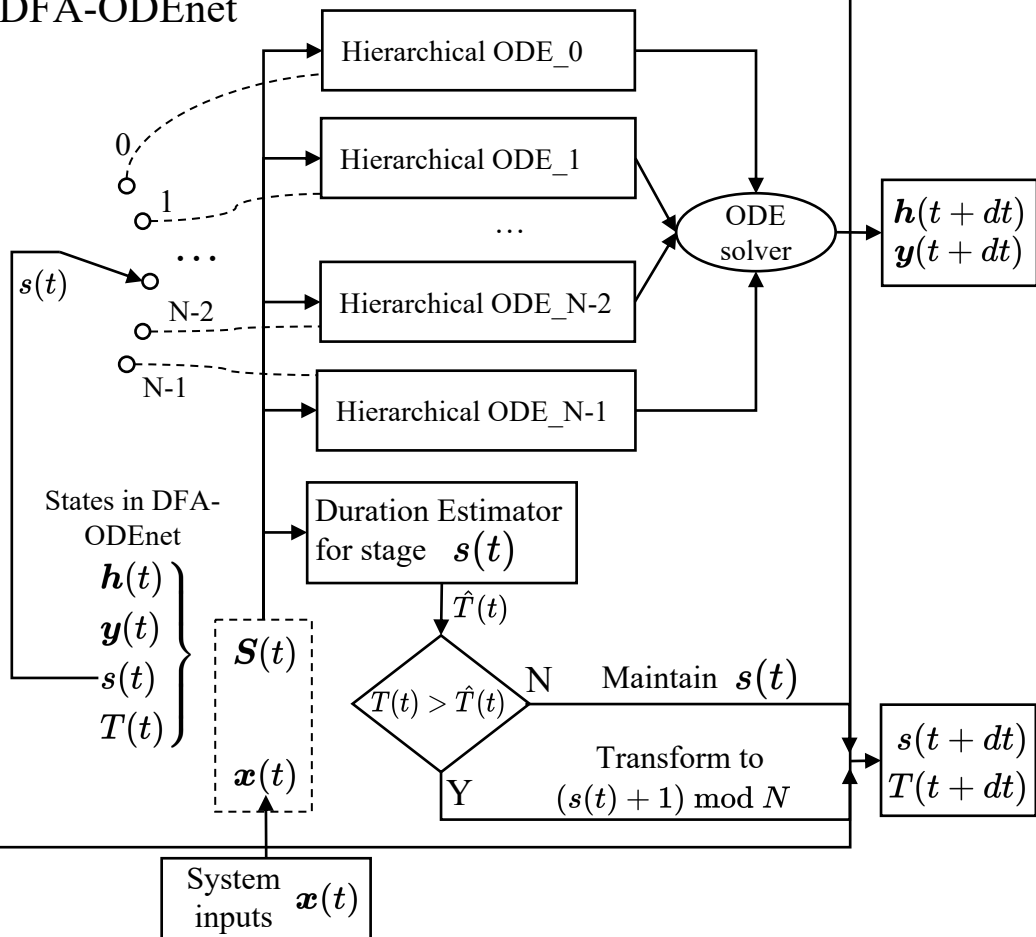 DFA-ODEnet
Hierarchical ODE_0
0
Hierarchical ODE_1
1
...
...
ODE
solver
h(t + dt)
y(t + dt)
s(t)
N-2
Hierarchical ODE_N-2
N-1
Hierarchical ODE_N-1
States in DFA-
ODEnet
h(t)
y(t)
s(t)
T(t)
S(t)
x(t)
Duration Estimator
for stage s(t)
T̂(t)
T(t) > T̂(t)
N
Maintain s(t)
Y
Transform to
(s(t) + 1) mod N
s(t + dt)
T(t + dt)
System
inputs x(t)